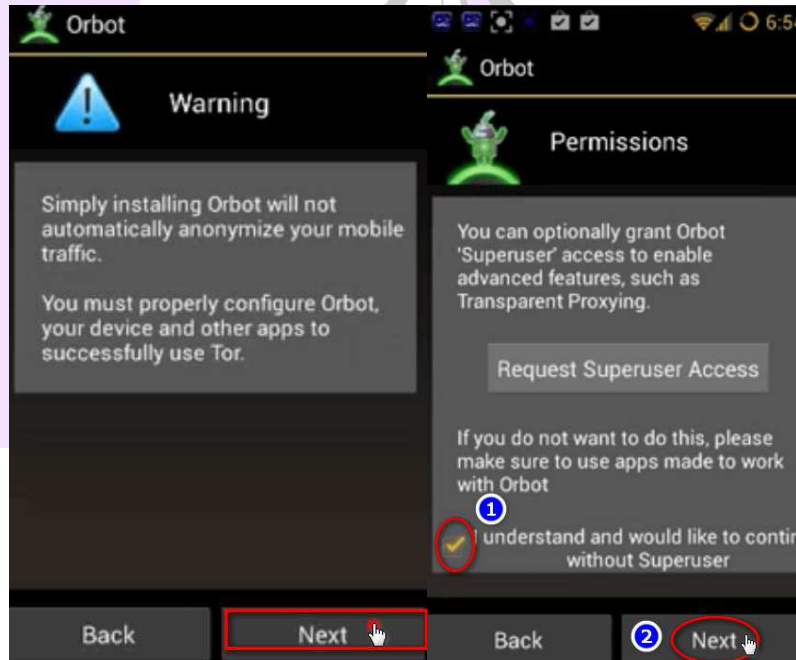 Orbot
Warning
Simply installing Orbot will not
automatically anonymize your mobile
traffic.
You must properly configure Orbot,
your device and other apps to
successfully use Tor.
Back
Next
6:54
Orbot
Permissions
You can optionally grant Orbot
'Superuser' access to enable
advanced features, such as
Transparent Proxying.
Request Superuser Access
If you do not want to do this, please
make sure to use apps made to work
with Orbot
1
I understand and would like to contin
without Superuser
Back
2
Next